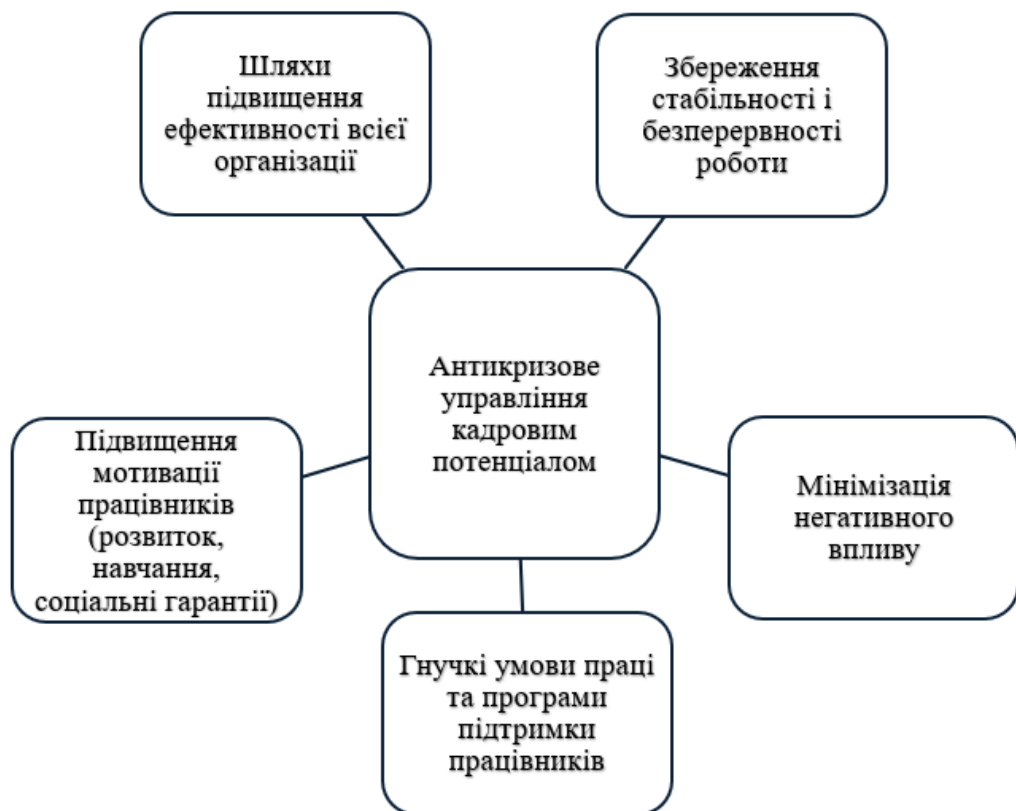 Шляхи
підвищення
ефективності всієї
організації
Збереження
стабільності і
безперервності
роботи
Антикризове
управління
кадровим
потенціалом
Підвищення
мотивації
працівників
(розвиток,
навчання,
соціальні гарантії)
Мінімізація
негативного
впливу
Гнучкі умови праці
та програми
підтримки
працівників